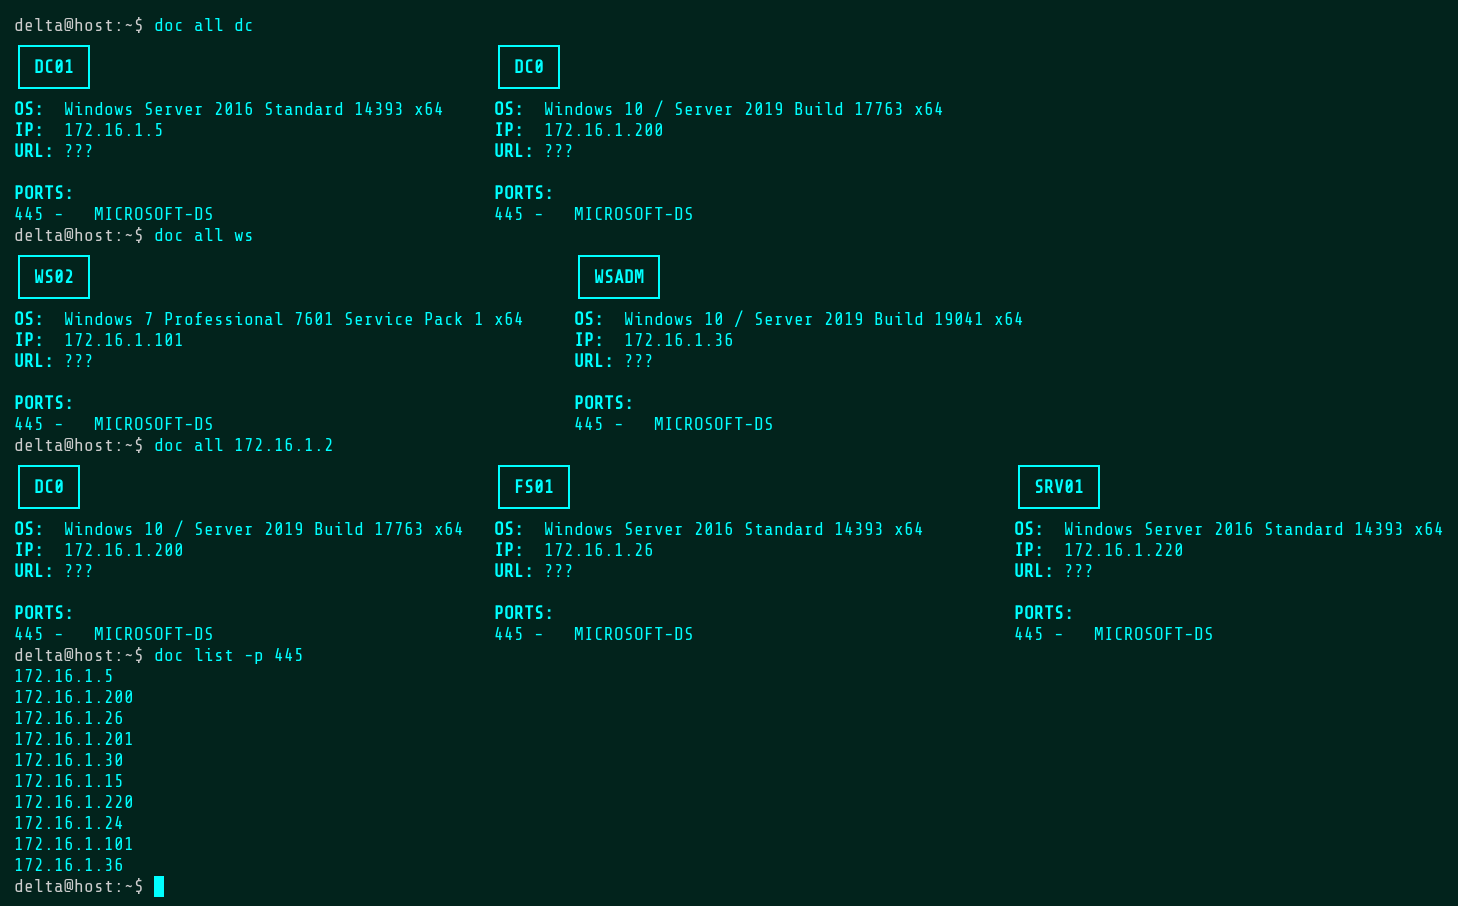 delta@host:~$ doc all dc
DC01 DC0
OS: Windows Server 2016 Standard 14393 x64 OS: Windows 10 / Server 2019 Build 17763 x64
IP: 172.16.1.5 IP: 172.16.1.200
URL: ??? URL: ???
PORTS: PORTS:
445 - MICROSOFT-DS 445 - MICROSOFT-DS
delta@host:~$ doc all ws
WS02 WSADM
OS: Windows 7 Professional 7601 Service Pack 1 x64 OS: Windows 10 / Server 2019 Build 19041 x64
IP: 172.16.1.101 IP: 172.16.1.36
URL: ??? URL: ???
PORTS: PORTS:
445 - MICROSOFT-DS 445 - MICROSOFT-DS
delta@host:~$ doc all 172.16.1.2
DC0 FS01 SRV01
OS: Windows 10 / Server 2019 Build 17763 x64 OS: Windows Server 2016 Standard 14393 x64 OS: Windows Server 2016 Standard 14393 x64
IP: 172.16.1.200 IP: 172.16.1.26 IP: 172.16.1.220
URL: ??? URL: ??? URL: ???
PORTS: PORTS: PORTS:
445 - MICROSOFT-DS 445 - MICROSOFT-DS 445 - MICROSOFT-DS
delta@host:~$ doc list -p 445
172.16.1.5
172.16.1.200
172.16.1.26
172.16.1.201
172.16.1.30
172.16.1.15
172.16.1.220
172.16.1.24
172.16.1.101
172.16.1.36
delta@host:~$